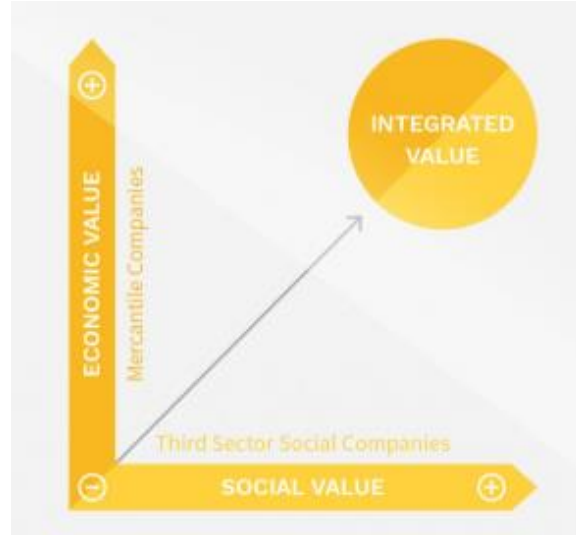 INTEGRATED
VALUE
ECONOMIC VALUE
Mercantile Companies
Third Sector Social Companies
SOCIAL VALUE